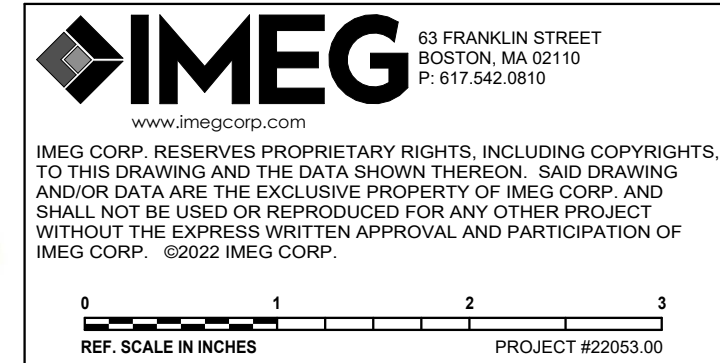 IMEG
63 FRANKLIN STREET
BOSTON, MA 02110
P: 617.542.0810
www.imegcorp.com
IMEG CORP. RESERVES PROPRIETARY RIGHTS, INCLUDING COPYRIGHTS,
TO THIS DRAWING AND THE DATA SHOWN THEREON. SAID DRAWING
AND/OR DATA ARE THE EXCLUSIVE PROPERTY OF IMEG CORP. AND
SHALL NOT BE USED OR REPRODUCED FOR ANY OTHER PROJECT
WITHOUT THE EXPRESS WRITTEN APPROVAL AND PARTICIPATION OF
IMEG CORP. ©2022 IMEG CORP.
0 1 2 3
REF. SCALE IN INCHES PROJECT #22053.00